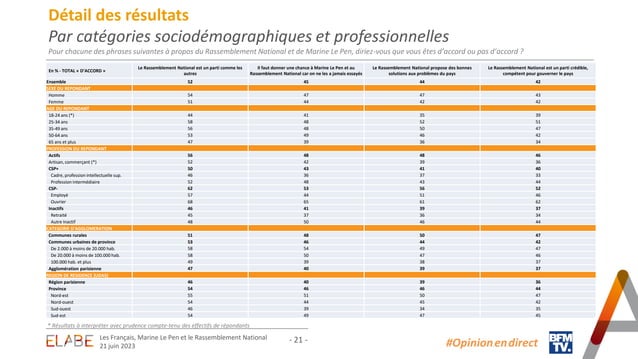 Détail des résultats
Par catégories sociodémographiques et professionnelles
Pour chacune des phrases suivantes à propos du Rassemblement National et de Marine Le Pen, diriez-vous que vous êtes d'accord ou pas d'accord ?
En % - TOTAL « D'ACCORD » Le Rassemblement National est un parti comme les autres Il faut donner une chance à Marine Le Pen et au Rassemblement National car on ne les a jamais essayés Le Rassemblement National propose des bonnes solutions aux problèmes du pays Le Rassemblement National est un parti crédible, compétent pour gouverner le pays
Ensemble 52 45 44 42
SEXE DU REPONDANT
Homme 54 47 47 43
Femme 51 44 42 42
AGE DU REPONDANT
18-24 ans (*) 44 41 35 39
25-34 ans 58 48 52 51
35-49 ans 56 48 50 47
50-64 ans 53 49 46 42
65 ans et plus 47 39 36 34
PROFESSION DU REPONDANT
Actifs 56 48 48 46
Artisan, commerçant (*) 52 42 39 36
CSP+ 50 43 41 40
Cadre, profession intellectuelle sup. 46 36 37 33
Profession intermédiaire 52 48 43 44
CSP- 62 53 56 52
Employé 57 44 51 46
Ouvrier 68 65 61 62
Inactifs 46 41 39 37
Retraité 45 37 36 34
Autre inactif 48 50 46 44
CATEGORIE D'AGGLOMERATION
Communes rurales 51 48 50 47
Communes urbaines de province 53 46 44 42
De 2.000 à moins de 20.000 hab. 58 54 49 47
De 20.000 à moins de 100.000 hab. 58 50 47 46
100.000 hab. et plus 49 39 38 37
Agglomération parisienne 47 40 39 37
REGION DE RESIDENCE (UDA5)
Région parisienne 46 40 39 36
Province 54 46 46 44
Nord-est 55 51 50 47
Nord-ouest 54 44 45 42
Sud-ouest 46 39 34 35
Sud-est 54 49 47 45
* Résultats à interpréter avec prudence compte-tenu des effectifs de répondants
ELABE
Les Français, Marine Le Pen et le Rassemblement National
21 juin 2023
- 21 -
#Opinion en direct
BFM
TV.